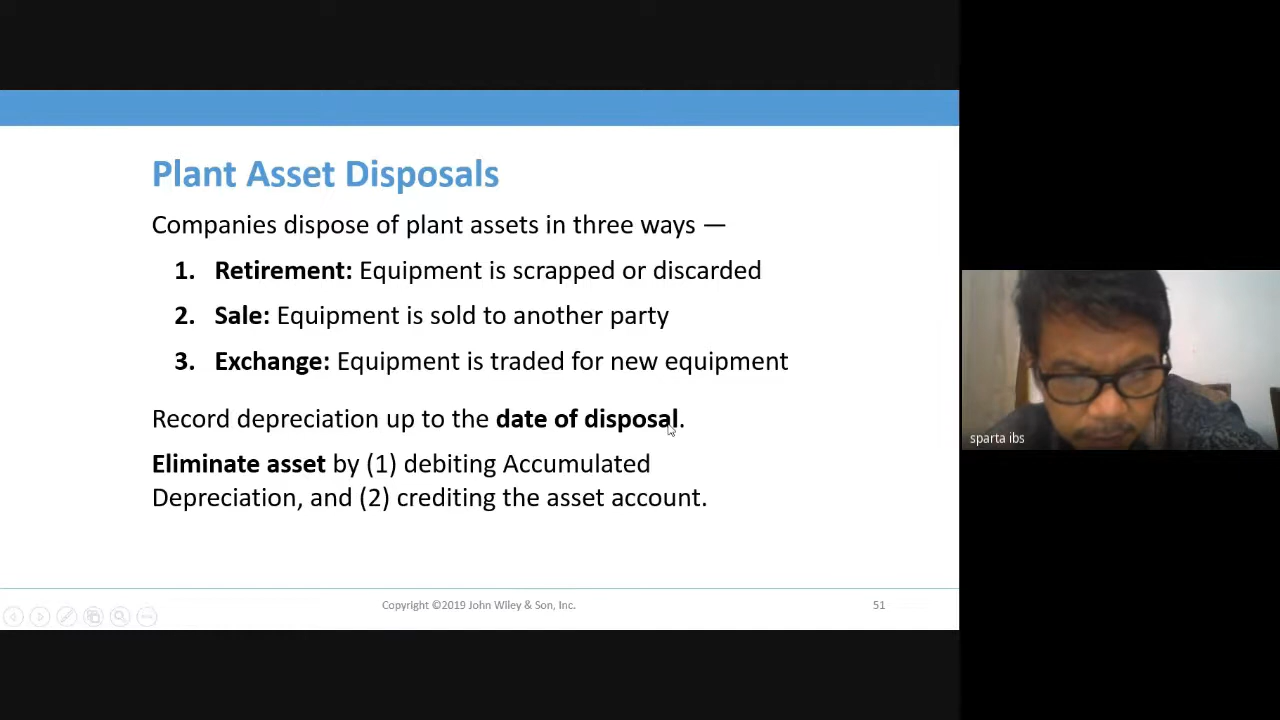 Plant Asset Disposals
Companies dispose of plant assets in three ways —
1. Retirement: Equipment is scrapped or discarded
2. Sale: Equipment is sold to another party
3. Exchange: Equipment is traded for new equipment
Record depreciation up to the date of disposal.
Eliminate asset by (1) debiting Accumulated
Depreciation, and (2) crediting the asset account.
Copyright ©2019 John Wiley & Son, Inc.
51
sparta ibs